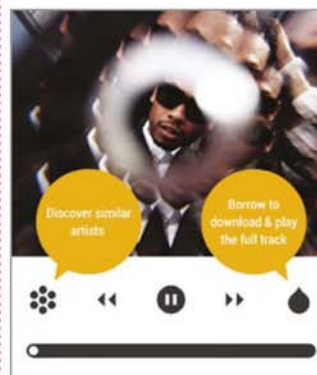 Discover similar
artists
Borrow to
download & play
the full track